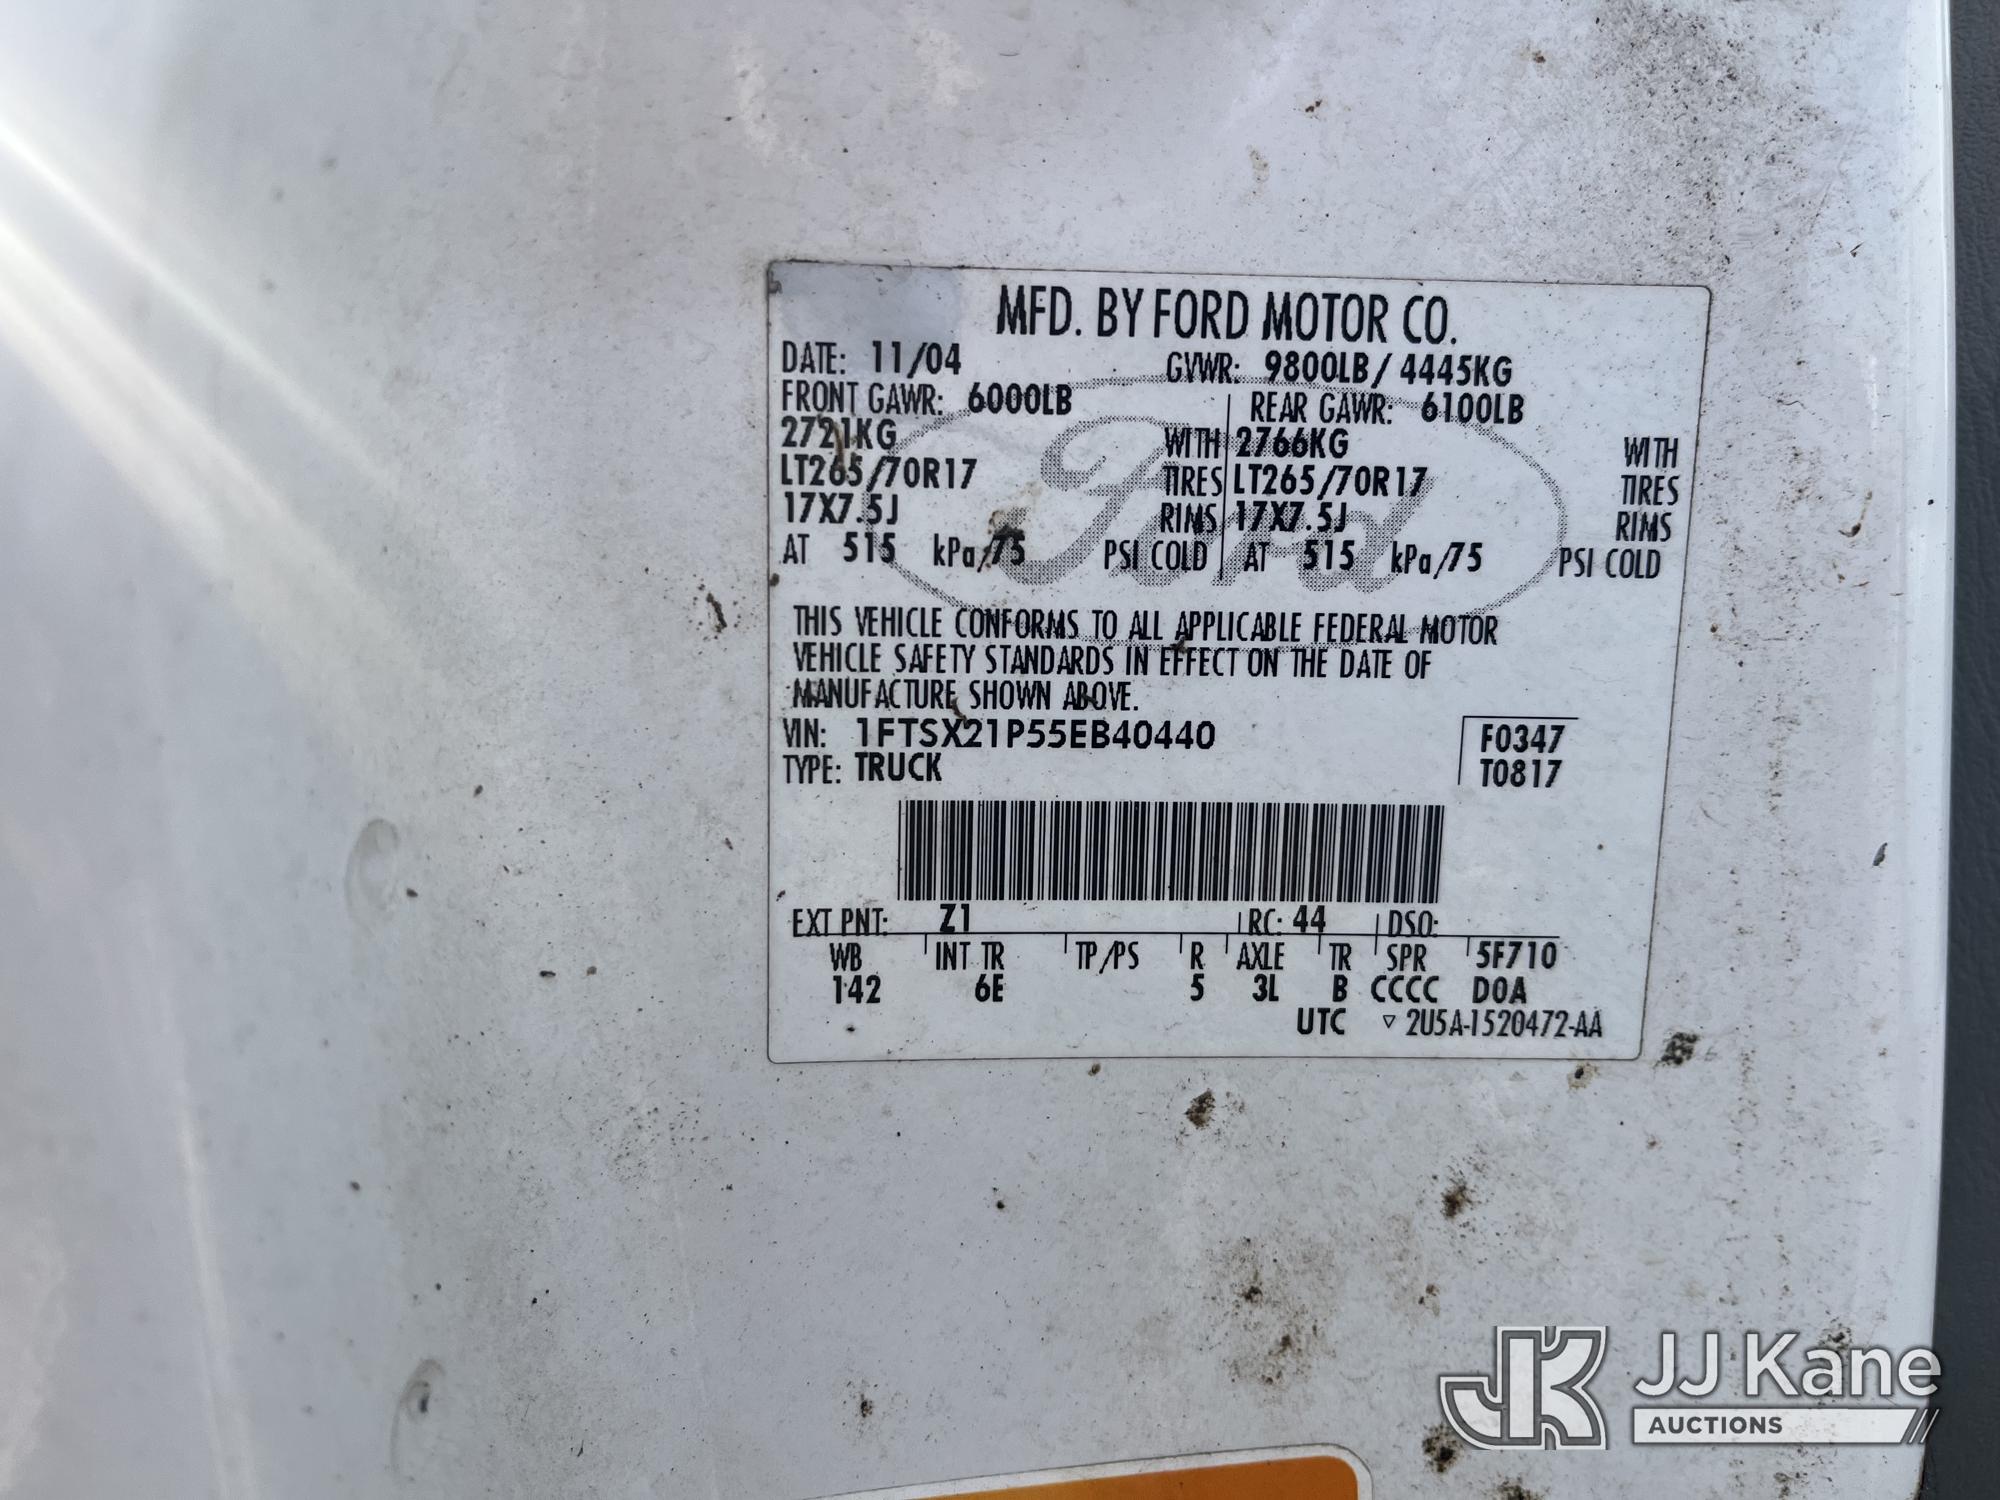 MFD. BY FORD MOTOR CO.
DATE: 11/04 GVWR: 9800LB / 4445KG
FRONT GAWR: 6000LB REAR GAWR: 6100LB
2721KG WITH 2766KG WITH
LT265/70R17 TIRES LT265/70R17 TIRES
17X7.5J RIMS 17X7.5J RIMS
AT 515 kPa/75 PSI COLD AT 515 kPa/75 PSI COLD
Ford
THIS VEHICLE CONFORMS TO ALL APPLICABLE FEDERAL MOTOR
VEHICLE SAFETY STANDARDS IN EFFECT ON THE DATE OF
MANUFACTURE SHOWN ABOVE.
VIN: 1FTSX21P55EB40440 F0347
TYPE: TRUCK T0817
EXT PNT: Z1 RC: 44 DSO:
WB INT TR TP/PS R AXLE TR SPR 5F710
142 6E 5 3L B CCCC DOA
UTC ▽ 2U5A-1520472-AA
JK JJ Kane
AUCTIONS